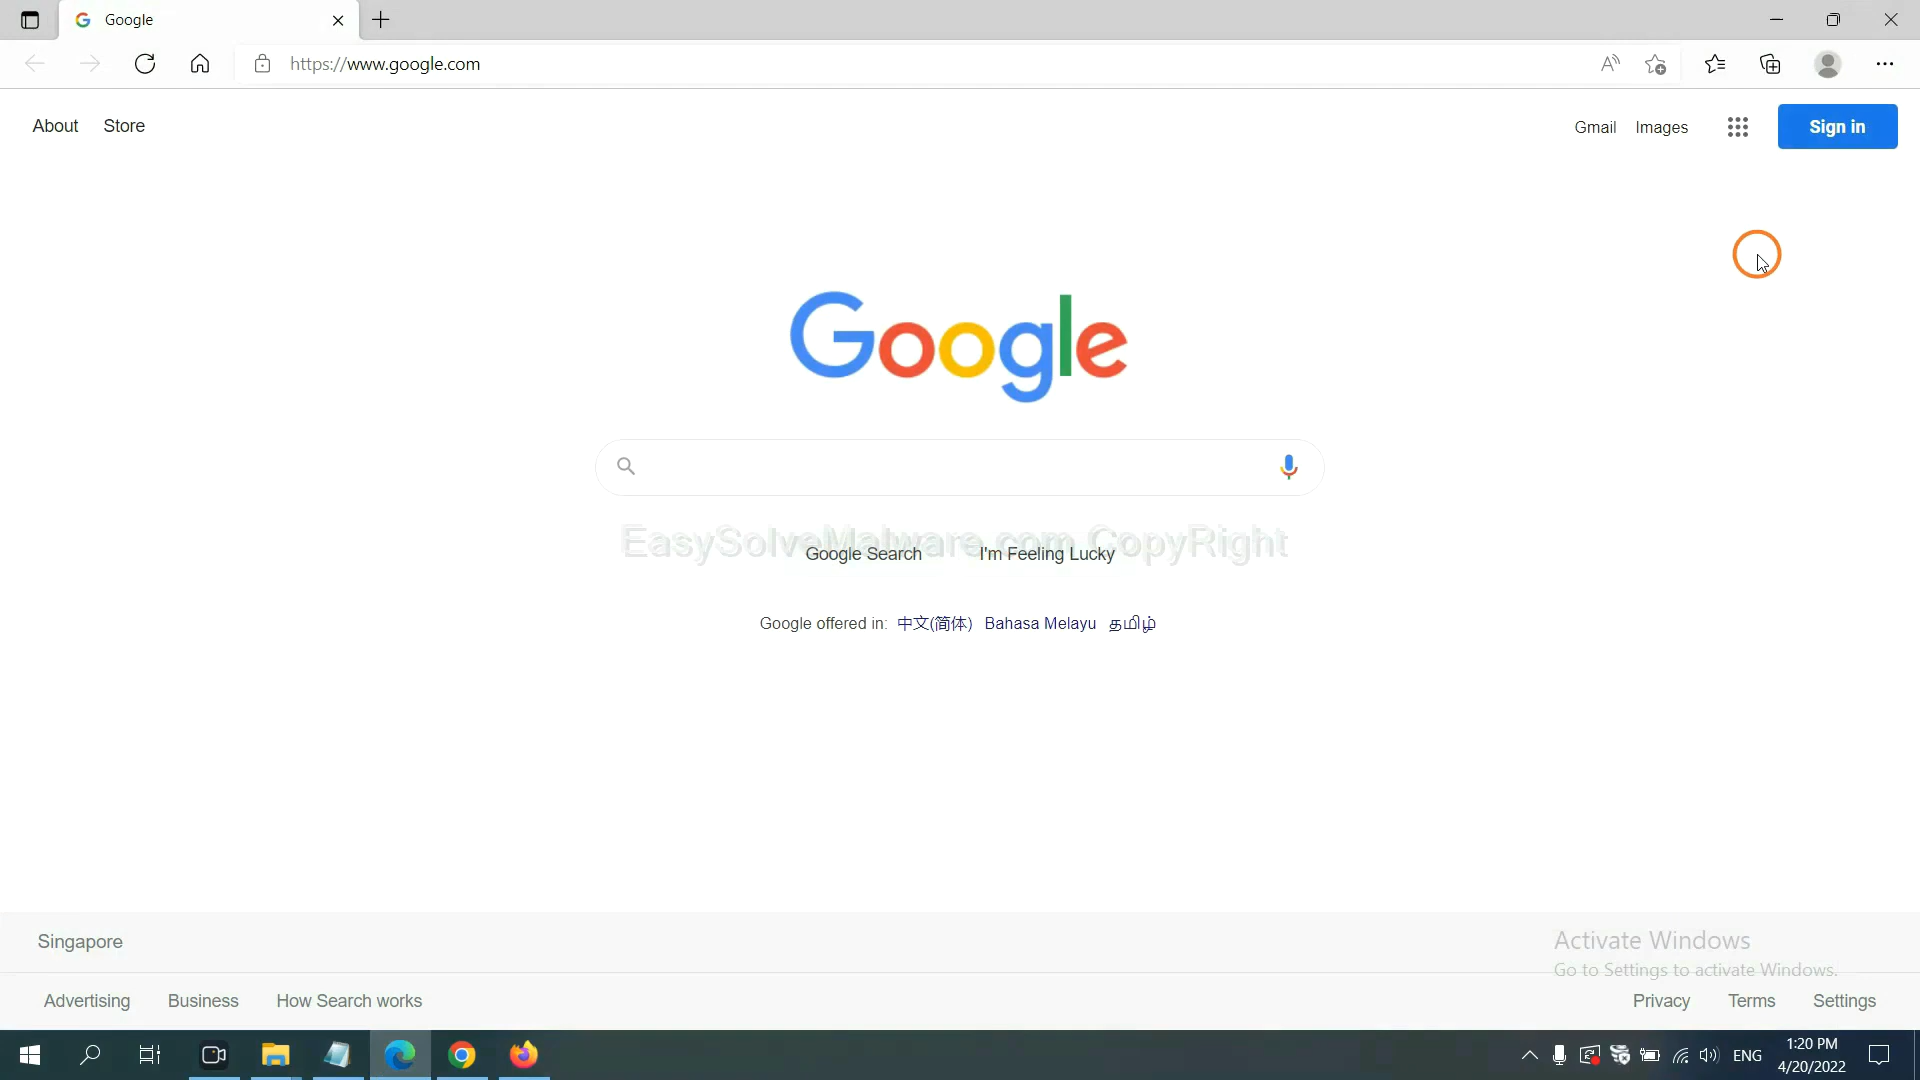 Google
https://www.google.com
About Store
Gmail Images Sign in
Google
EasySolveMalware.com CopyRight
Google Search I'm Feeling Lucky
Google offered in: 中文(简体) Bahasa Melayu தமிழ்
Singapore
Activate Windows
Go to Settings to activate Windows.
Advertising Business How Search works
Privacy Terms Settings
ENG
1:20 PM
4/20/2022